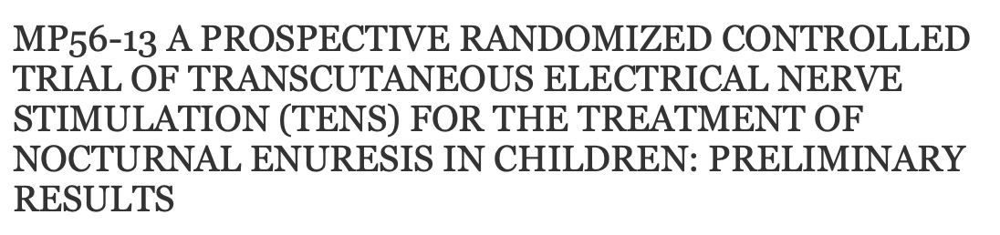 MP56-13 A PROSPECTIVE RANDOMIZED CONTROLLED
TRIAL OF TRANSCUTANEOUS ELECTRICAL NERVE
STIMULATION (TENS) FOR THE TREATMENT OF
NOCTURNAL ENURESIS IN CHILDREN: PRELIMINARY
RESULTS